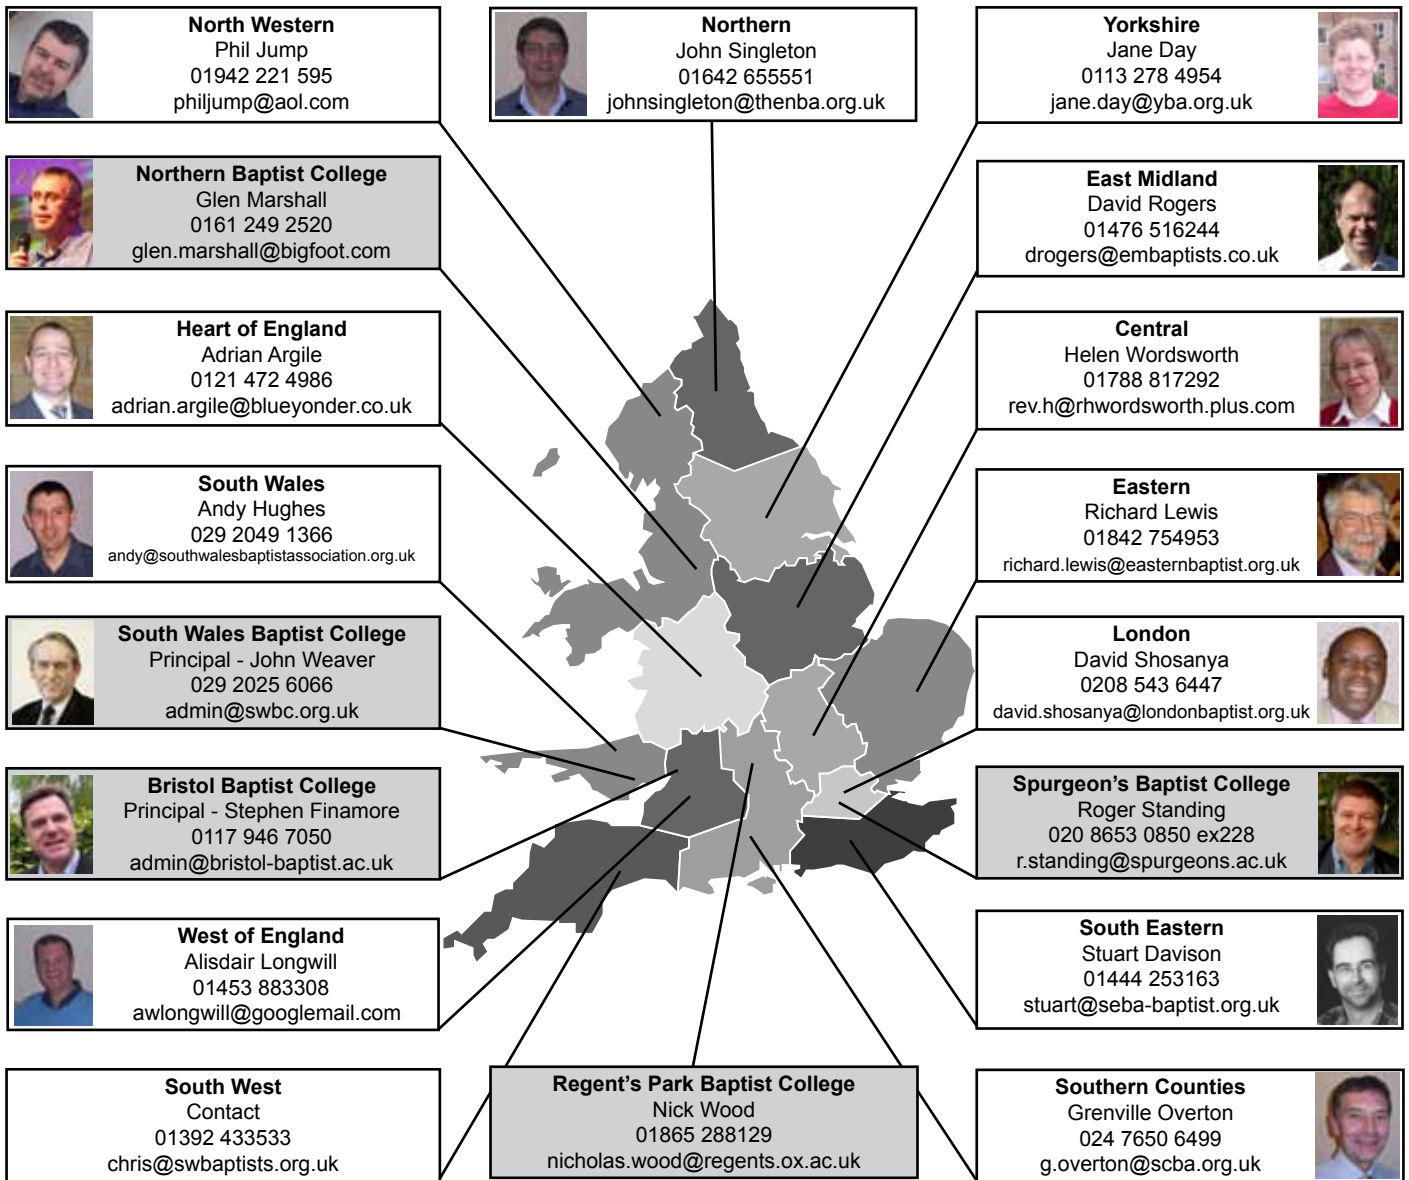 North Western
Phil Jump
01942 221 595
philjump@aol.com
Northern
John Singleton
01642 655551
johnsingleton@thenba.org.uk
Yorkshire
Jane Day
0113 278 4954
jane.day@yba.org.uk
Northern Baptist College
Glen Marshall
0161 249 2520
glen.marshall@bigfoot.com
East Midland
David Rogers
01476 516244
drogers@embaptists.co.uk
Heart of England
Adrian Argile
0121 472 4986
adrian.argile@blueyonder.co.uk
Central
Helen Wordsworth
01788 817292
rev.h@rhwordsworth.plus.com
South Wales
Andy Hughes
029 2049 1366
andy@southwalesbaptistassociation.org.uk
Eastern
Richard Lewis
01842 754953
richard.lewis@easternbaptist.org.uk
South Wales Baptist College
Principal - John Weaver
029 2025 6066
admin@swbc.org.uk
London
David Shosanya
0208 543 6447
david.shosanya@londonbaptist.org.uk
Bristol Baptist College
Principal - Stephen Finamore
0117 946 7050
admin@bristol-baptist.ac.uk
Spurgeon's Baptist College
Roger Standing
020 8653 0850 ex228
r.standing@spurgeons.ac.uk
West of England
Alisdair Longwill
01453 883308
awlongwill@googlemail.com
South Eastern
Stuart Davison
01444 253163
stuart@seba-baptist.org.uk
South West
Contact
01392 433533
chris@swbaptists.org.uk
Regent's Park Baptist College
Nick Wood
01865 288129
nicholas.wood@regents.ox.ac.uk
Southern Counties
Grenville Overton
024 7650 6499
g.overton@scba.org.uk